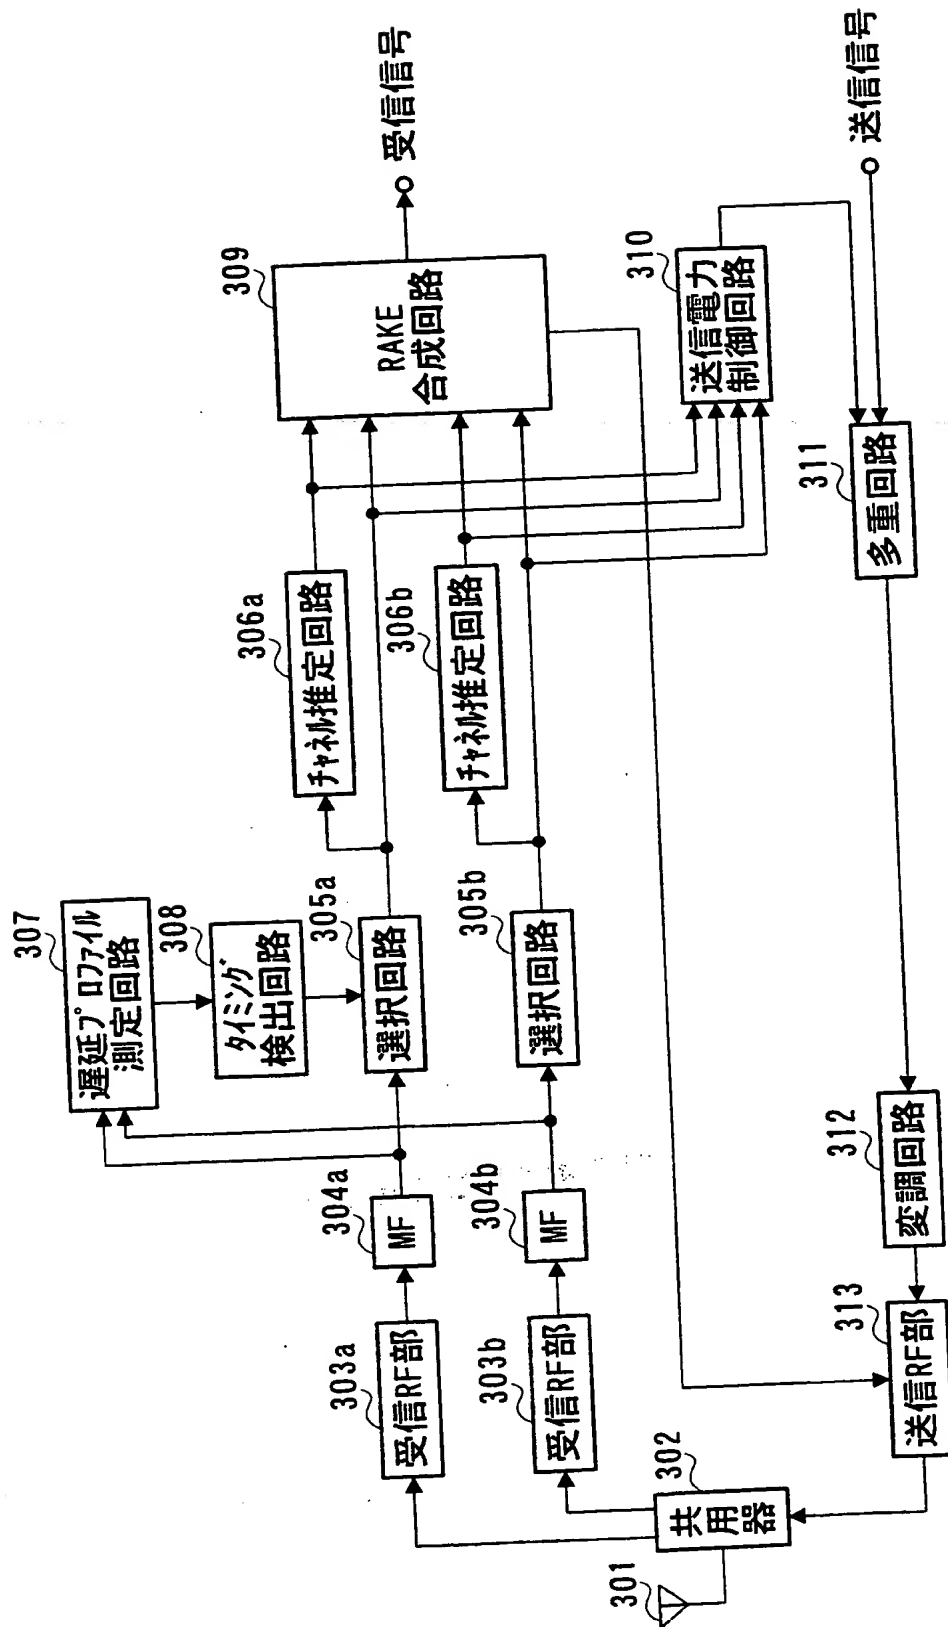 307
遅延プロファイル
測定回路
308
タイミング
検出回路
309
RAKE
合成回路
受信信号
306a
チャネル推定回路
305a
選択回路
304a
MF
303a
受信RF部
306b
チャネル推定回路
305b
選択回路
304b
MF
303b
受信RF部
310
送信電力
制御回路
302
共用器
301
送信信号
311
多重回路
312
変調回路
313
送信RF部